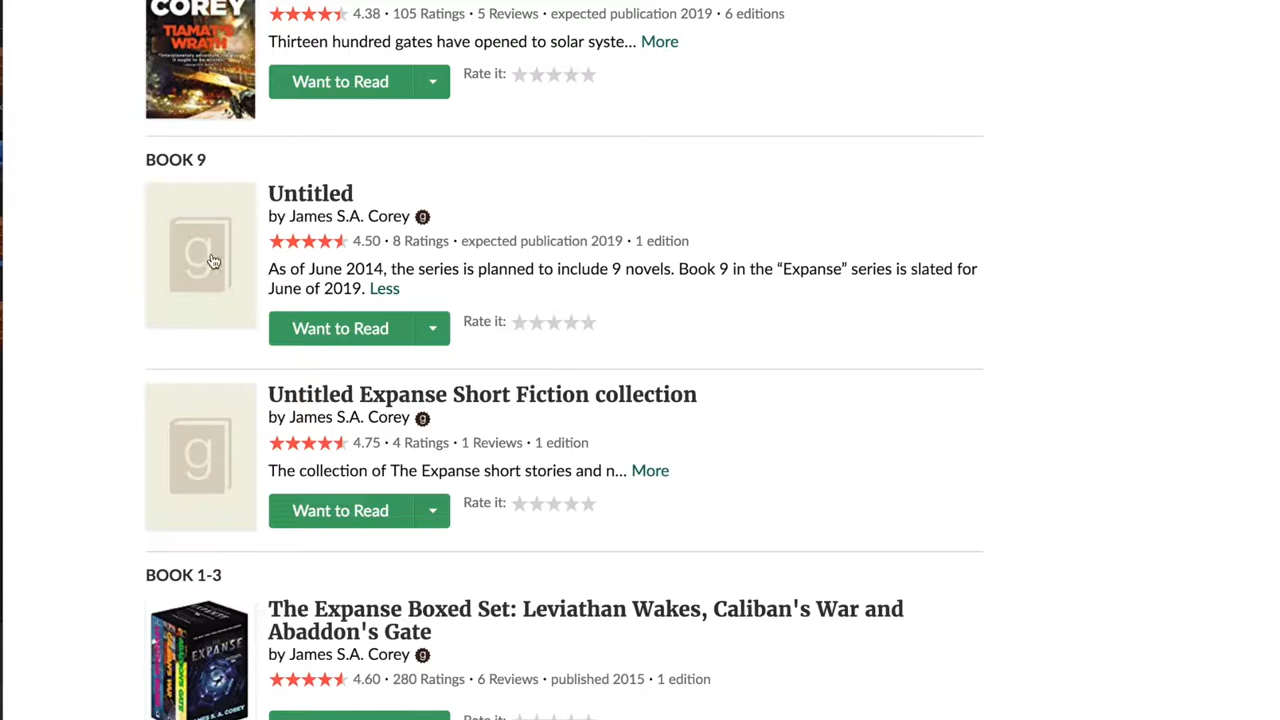 COREY
TIAMAT'S
WRATH
4.38 · 105 Ratings · 5 Reviews · expected publication 2019 · 6 editions
Thirteen hundred gates have opened to solar syste... More
Want to Read
Rate it:
BOOK 9
Untitled
by James S.A. Corey g
g
4.50 · 8 Ratings · expected publication 2019 · 1 edition
As of June 2014, the series is planned to include 9 novels. Book 9 in the “Expanse” series is slated for
June of 2019. Less
Want to Read
Rate it:
Untitled Expanse Short Fiction collection
by James S.A. Corey g
g
4.75 · 4 Ratings · 1 Reviews · 1 edition
The collection of The Expanse short stories and n... More
Want to Read
Rate it:
BOOK 1-3
The Expanse Boxed Set: Leviathan Wakes, Caliban's War and
Abaddon's Gate
by James S.A. Corey g
THE
EXPANSE
4.60 · 280 Ratings · 6 Reviews · published 2015 · 1 edition
JAMES S. A. COREY
Rate it: